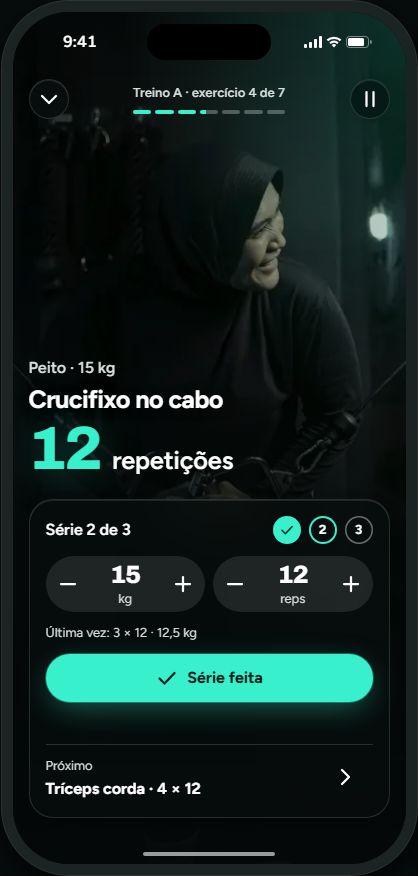 9:41
Treino A · exercício 4 de 7
Peito · 15 kg
Crucifixo no cabo
12 repetições
Série 2 de 3
2
3
15
kg
12
reps
Última vez: 3 × 12 · 12,5 kg
Série feita
Próximo
Tríceps corda · 4 × 12